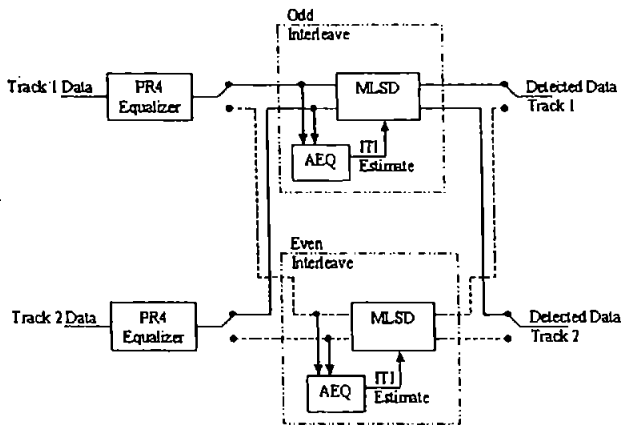 Odd
Interleave
Track 1 Data
PR4
Equalizer
MLSD
Detected Data
Track 1
AEQ
ITI
Estimate
Even
Interleave
Track 2 Data
PR4
Equalizer
MLSD
Detected Data
Track 2
AEQ
ITI
Estimate